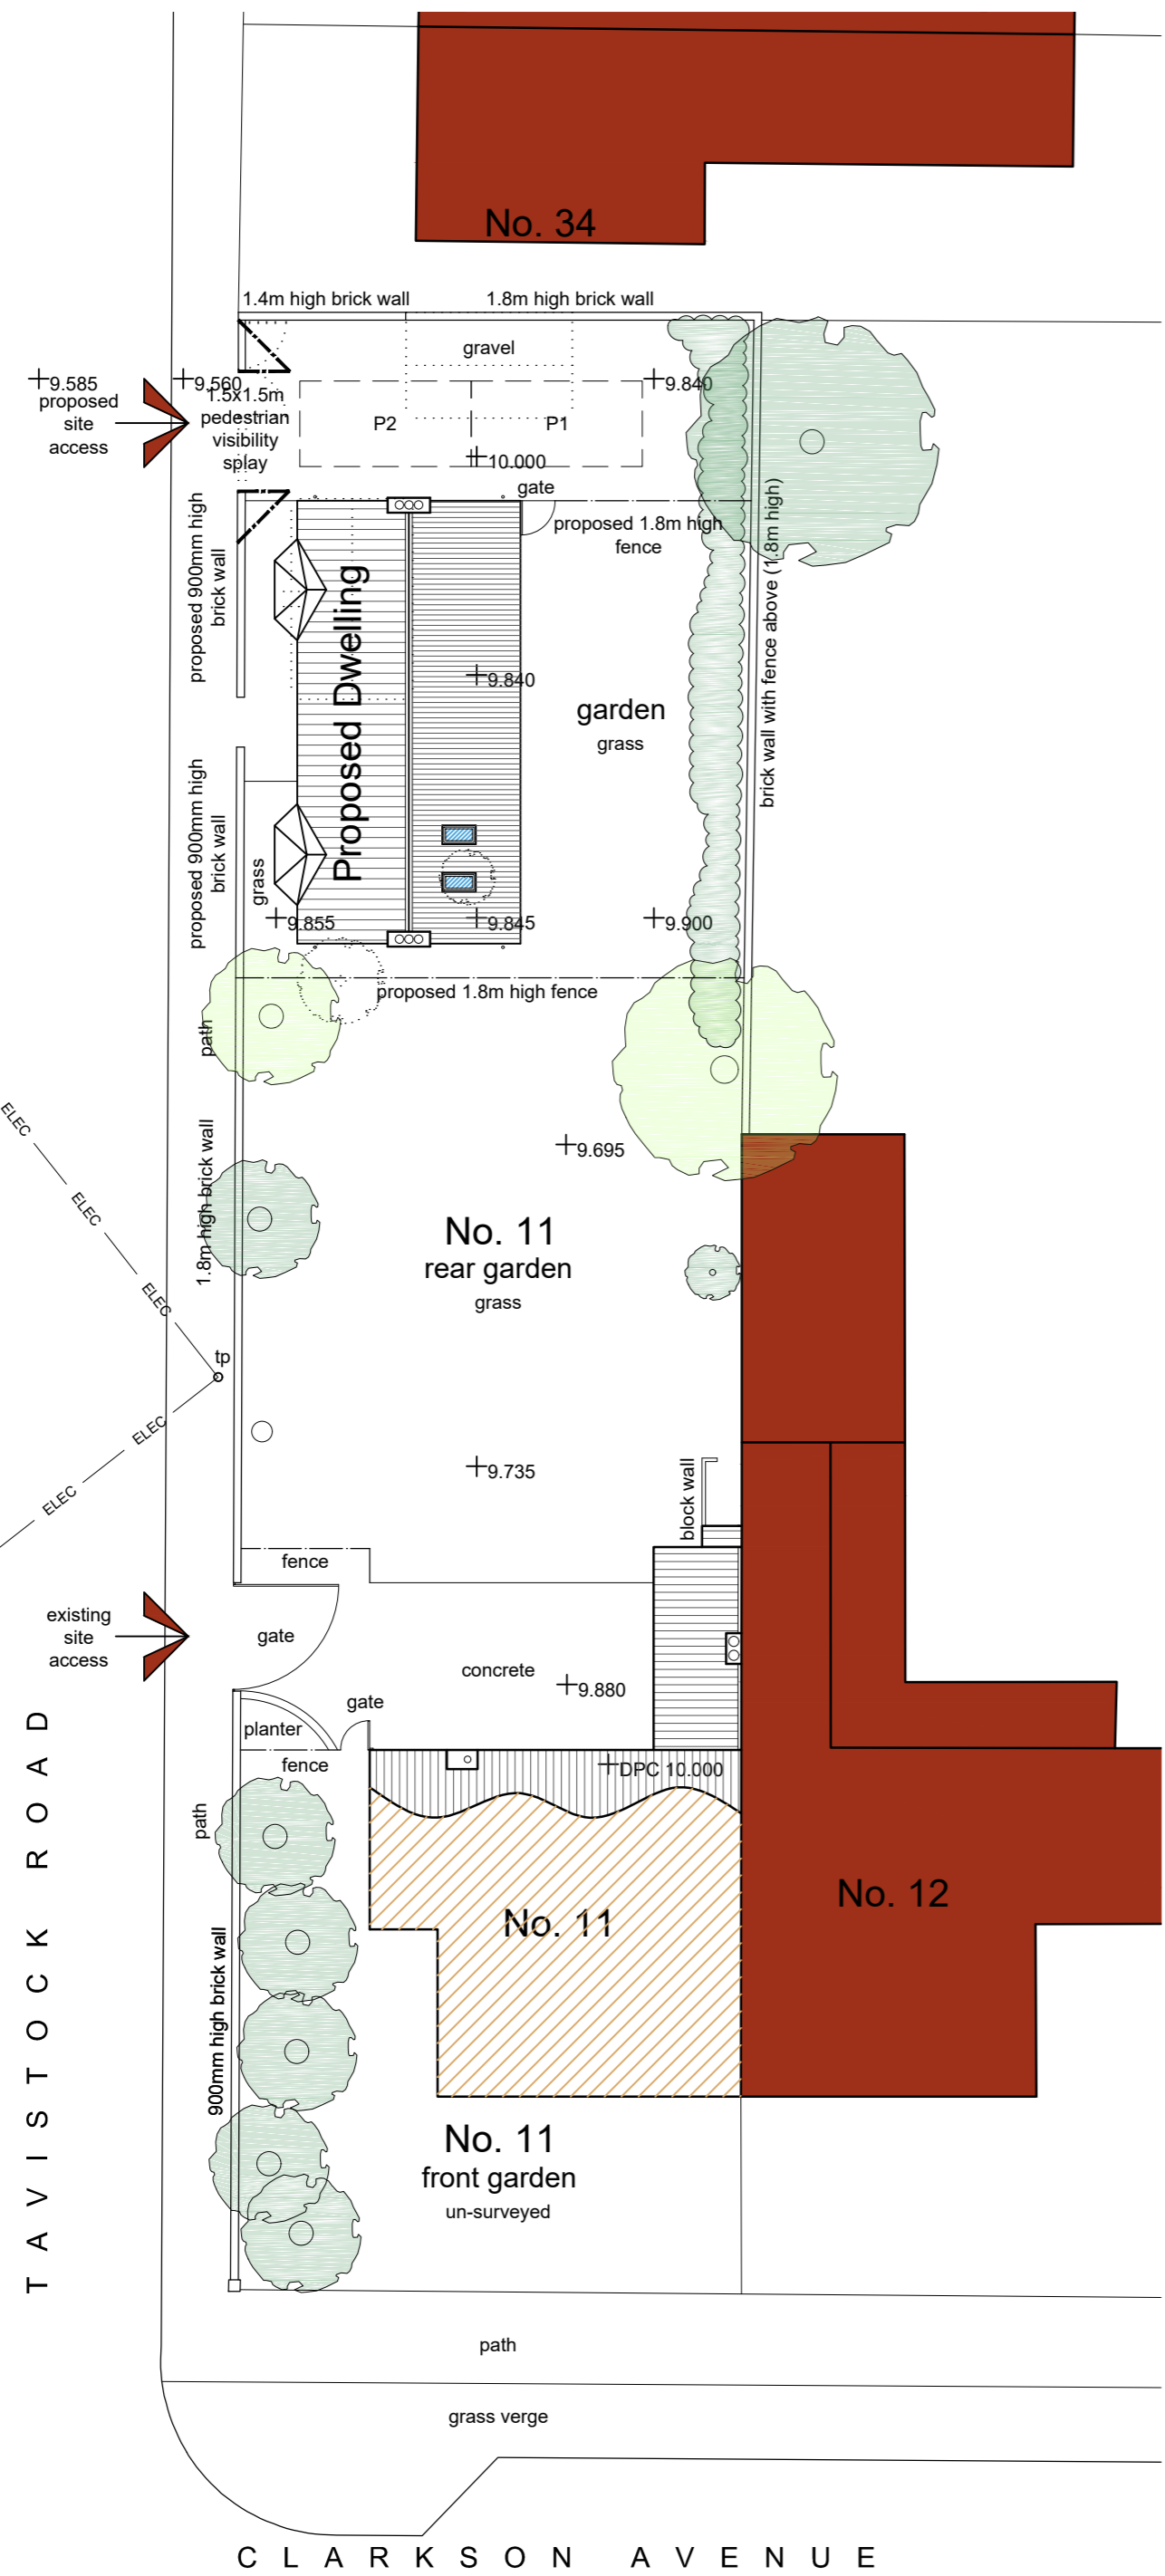 No. 34
1.4m high brick wall
1.8m high brick wall
gravel
9.585
9.560
9.840
proposed
site
access
1.5x1.5m
pedestrian
visibility
splay
P2
P1
10.000
gate
proposed 1.8m high
fence
proposed 900mm high
brick wall
Proposed Dwelling
brick wall with fence above (1.8m high)
9.840
garden
grass
proposed 900mm high
brick wall
grass
9.855
9.845
9.900
proposed 1.8m high fence
path
ELEC
9.695
1.8m high brick wall
ELEC
No. 11
rear garden
grass
ELEC
tp
ELEC
9.735
block wall
ELEC
fence
existing
site
access
gate
concrete
9.880
gate
planter
fence
DPC 10.000
path
No. 12
No. 11
900mm high brick wall
TAVISTOCK ROAD
No. 11
front garden
un-surveyed
path
grass verge
CLARKSON AVENUE